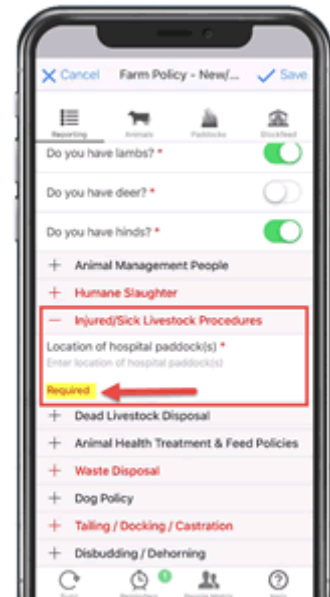 Cancel
Farm Policy - New/...
Save
Reporting
Animals
Paddocks
Stockfeed
Do you have lambs? *
Do you have deer? *
Do you have hinds? *
+ Animal Management People
+ Humane Slaughter
— Injured/Sick Livestock Procedures
Location of hospital paddock(s) *
Enter location of hospital paddock(s)
Required
+ Dead Livestock Disposal
+ Animal Health Treatment & Feed Policies
+ Waste Disposal
+ Dog Policy
+ Tailing / Docking / Castration
+ Disbudding / Dehorning
1
Reminders
Help